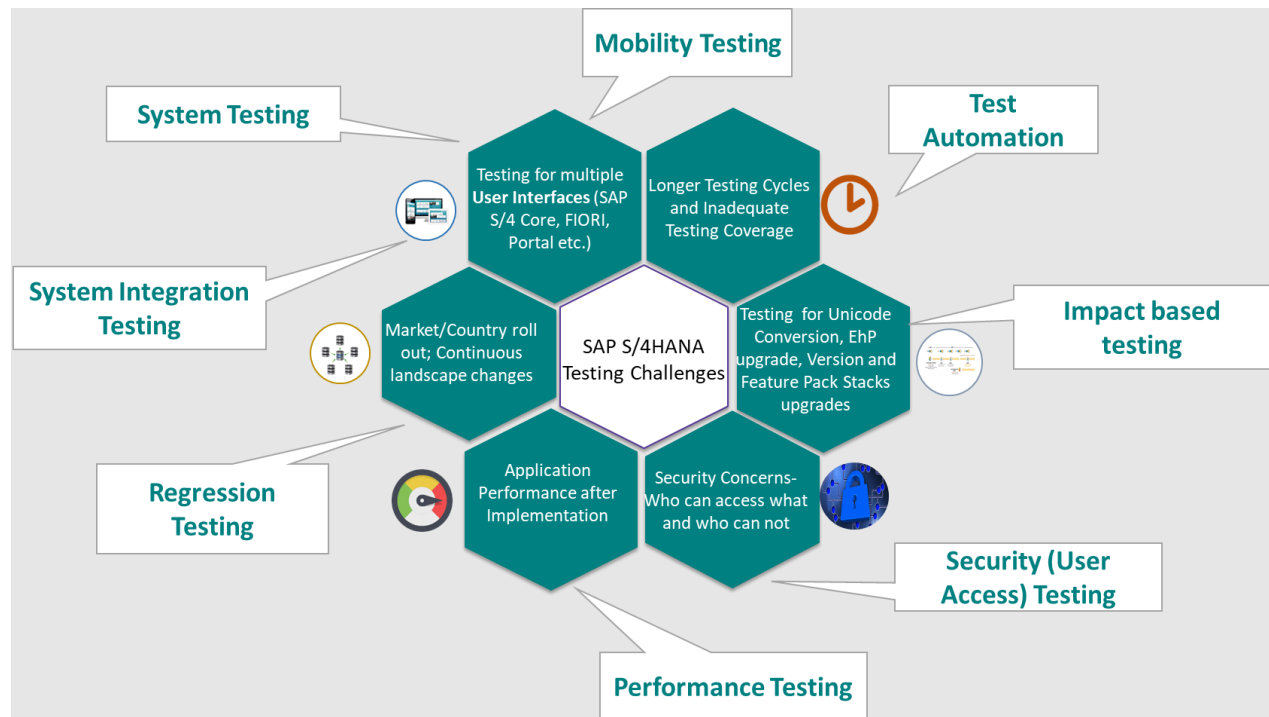 Mobility Testing
System Testing
Test
Automation
Testing for multiple
User Interfaces (SAP
S/4 Core, FIORI,
Portal etc.)
Longer Testing Cycles
and Inadequate
Testing Coverage
System Integration
Testing
Market/Country roll
out; Continuous
landscape changes
SAP S/4HANA
Testing Challenges
Testing for Unicode
Conversion, EhP
upgrade, Version and
Feature Pack Stacks
upgrades
Impact based
testing
Regression
Testing
Application
Performance after
Implementation
Security Concerns-
Who can access what
and who can not
Security (User
Access) Testing
Performance Testing